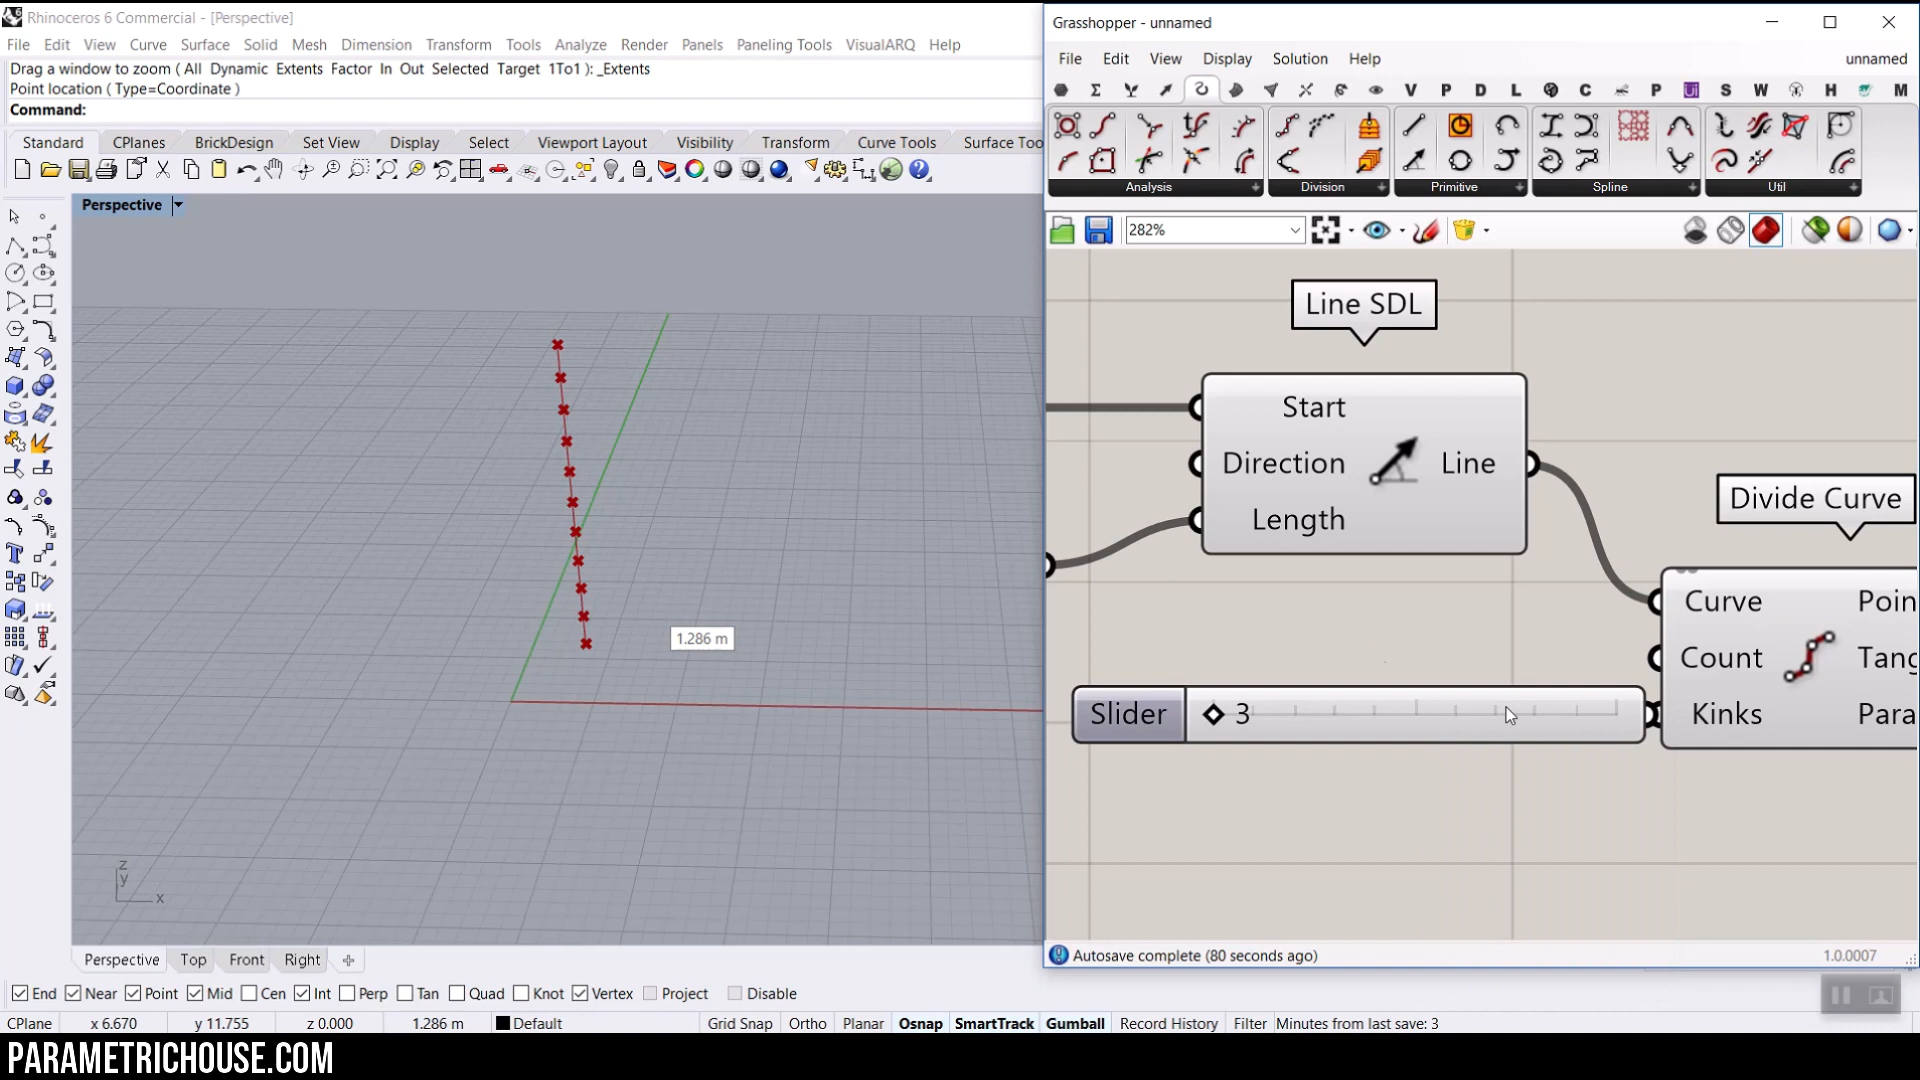 Rhinoceros 6 Commercial - [Perspective]
File Edit View Curve Surface Solid Mesh Dimension Transform Tools Analyze Render Panels Paneling Tools VisualARQ Help
Drag a window to zoom ( All Dynamic Extents Factor In Out Selected Target 1To1 ): _Extents
Point location ( Type=Coordinate )
Command:
Standard CPlanes BrickDesign Set View Display Select Viewport Layout Visibility Transform Curve Tools Surface Too
Perspective
1.286 m
z
y
x
Perspective Top Front Right
End Near Point Mid Cen Int Perp Tan Quad Knot Vertex Project Disable
CPlane x 6.670 y 11.755 z 0.000 1.286 m Default Grid Snap Ortho Planar Osnap SmartTrack Gumball Record History Filter Minutes from last save: 3
Grasshopper - unnamed
File Edit View Display Solution Help unnamed
V P D L C P Ui S W H M
Analysis Division Primitive Spline Util
282%
Line SDL
Start
Direction Line
Length
Divide Curve
Curve Poin
Count Tang
Kinks Para
Slider 3
Autosave complete (80 seconds ago) 1.0.0007
PARAMETRICHOUSE.COM